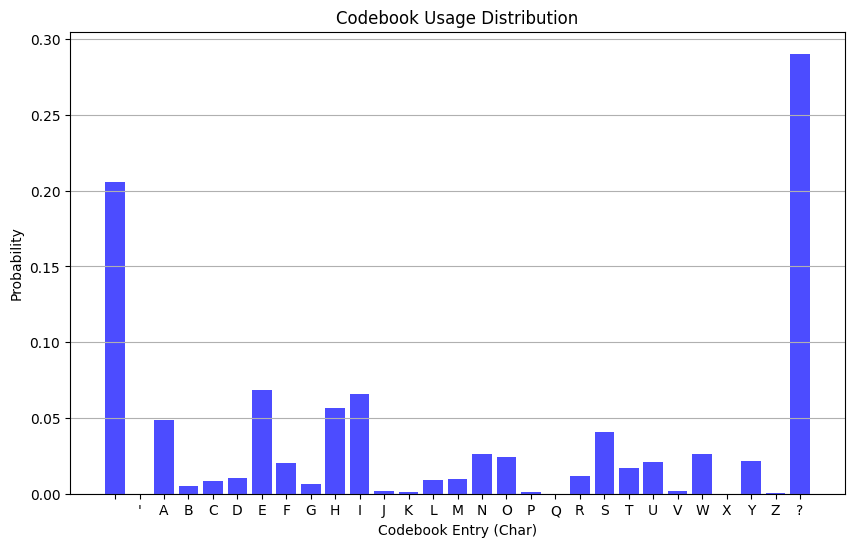 Codebook Usage Distribution
Probability
0.30
0.25
0.20
0.15
0.10
0.05
0.00
' A B C D E F G H I J K L M N O P Q R S T U V W X Y Z ?
Codebook Entry (Char)